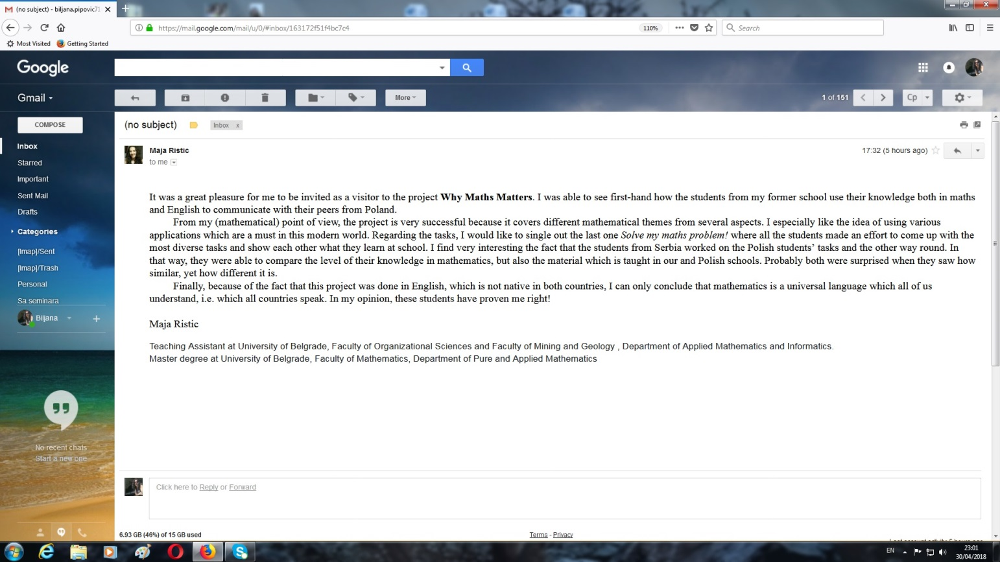 (no subject) - biljana.pipovic71
https://mail.google.com/mail/u/0/#inbox/163172f51f4bc7c4
110%
Search
Most Visited
Getting Started
Google
Gmail
More
1 of 151
Ср
COMPOSE
(no subject)
Inbox x
Inbox
Starred
Important
Sent Mail
Drafts
Categories
[Imap]/Sent
[Imap]/Trash
Personal
Sa seminara
Biljana
No recent chats
Start a new one
Maja Ristic
to me
17:32 (5 hours ago)
It was a great pleasure for me to be invited as a visitor to the project Why Maths Matters. I was able to see first-hand how the students from my former school use their knowledge both in maths
and English to communicate with their peers from Poland.
From my (mathematical) point of view, the project is very successful because it covers different mathematical themes from several aspects. I especially like the idea of using various
applications which are a must in this modern world. Regarding the tasks, I would like to single out the last one Solve my maths problem! where all the students made an effort to come up with the
most diverse tasks and show each other what they learn at school. I find very interesting the fact that the students from Serbia worked on the Polish students’ tasks and the other way round. In
that way, they were able to compare the level of their knowledge in mathematics, but also the material which is taught in our and Polish schools. Probably both were surprised when they saw how
similar, yet how different it is.
Finally, because of the fact that this project was done in English, which is not native in both countries, I can only conclude that mathematics is a universal language which all of us
understand, i.e. which all countries speak. In my opinion, these students have proven me right!
Maja Ristic
Teaching Assistant at University of Belgrade, Faculty of Organizational Sciences and Faculty of Mining and Geology , Department of Applied Mathematics and Informatics.
Master degree at University of Belgrade, Faculty of Mathematics, Department of Pure and Applied Mathematics
Click here to Reply or Forward
6.93 GB (46%) of 15 GB used
Terms - Privacy
EN
23:01
30/04/2018